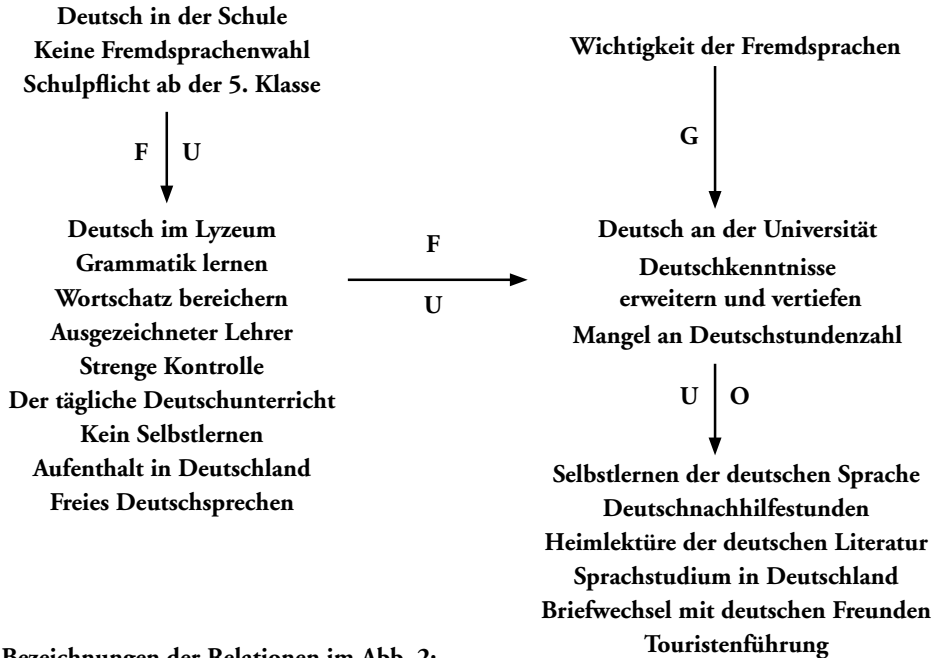 Deutsch in der Schule
Keine Fremdsprachenwahl
Schulpflicht ab der 5. Klasse
F U
Deutsch im Lyzeum
Grammatik lernen
Wortschatz bereichern
Ausgezeichneter Lehrer
Strenge Kontrolle
Der tägliche Deutschunterricht
Kein Selbstlernen
Aufenthalt in Deutschland
Freies Deutschsprechen
F
U
Wichtigkeit der Fremdsprachen
G
Deutsch an der Universität
Deutschkenntnisse
erweitern und vertiefen
Mangel an Deutschstundenzahl
U O
Selbstlernen der deutschen Sprache
Deutschnachhilfestunden
Heimlektüre der deutschen Literatur
Sprachstudium in Deutschland
Briefwechsel mit deutschen Freunden
Touristenführung
Bezeichnungen der Relationen im Abb. 2: